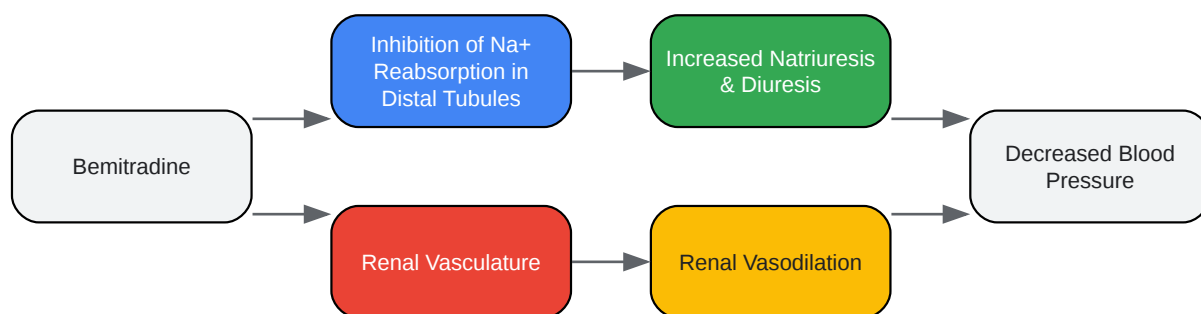 Bemitradine
Inhibition of Na+
Reabsorption in
Distal Tubules
Increased Natriuresis
& Diuresis
Renal Vasculature
Renal Vasodilation
Decreased Blood
Pressure